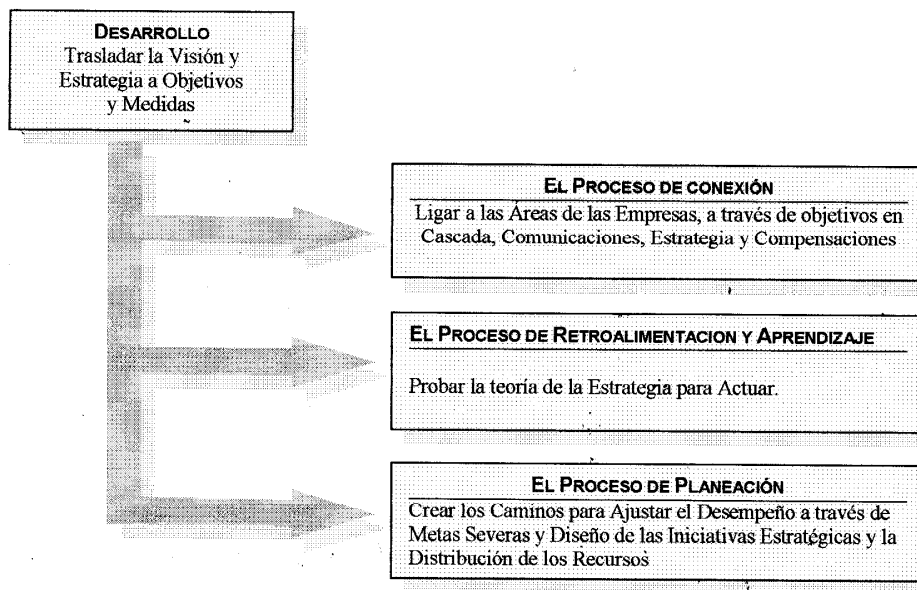 DESARROLLO
Trasladar la Visión y
Estrategia a Objetivos
y Medidas
EL PROCESO DE CONEXIÓN
Ligar a las Áreas de las Empresas, a través de objetivos en
Cascada, Comunicaciones, Estrategia y Compensaciones
EL PROCESO DE RETROALIMENTACION Y APRENDIZAJE
Probar la teoría de la Estrategia para Actuar.
EL PROCESO DE PLANEACIÓN
Crear los Caminos para Ajustar el Desempeño a través de
Metas Severas y Diseño de las Iniciativas Estratégicas y la
Distribución de los Recursos